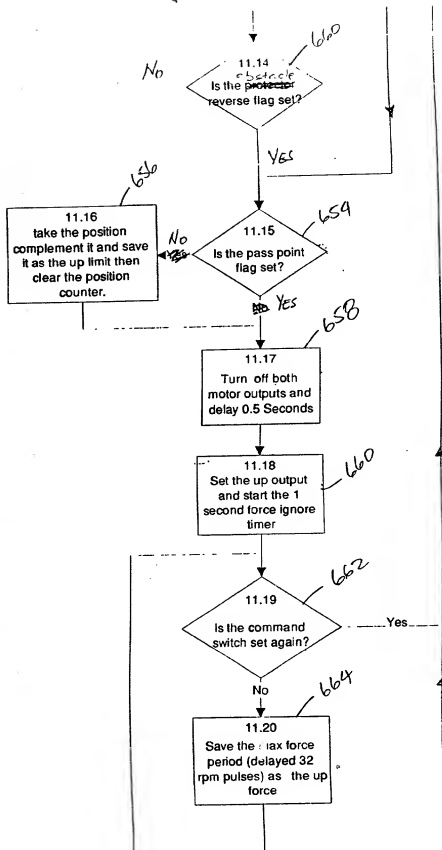 660
No
11.14
obstacle
Is the protector
reverse flag set?
YES
656
654
11.16
take the position
complement it and save
it as the up limit then
clear the position
counter.
No
Yes
11.15
Is the pass point
flag set?
No YES
658
11.17
Turn off both
motor outputs and
delay 0.5 Seconds
660
11.18
Set the up output
and start the 1
second force ignore
timer
662
11.19
Is the command
switch set again?
Yes
No
664
11.20
Save the max force
period (delayed 32
rpm pulses) as the up
force